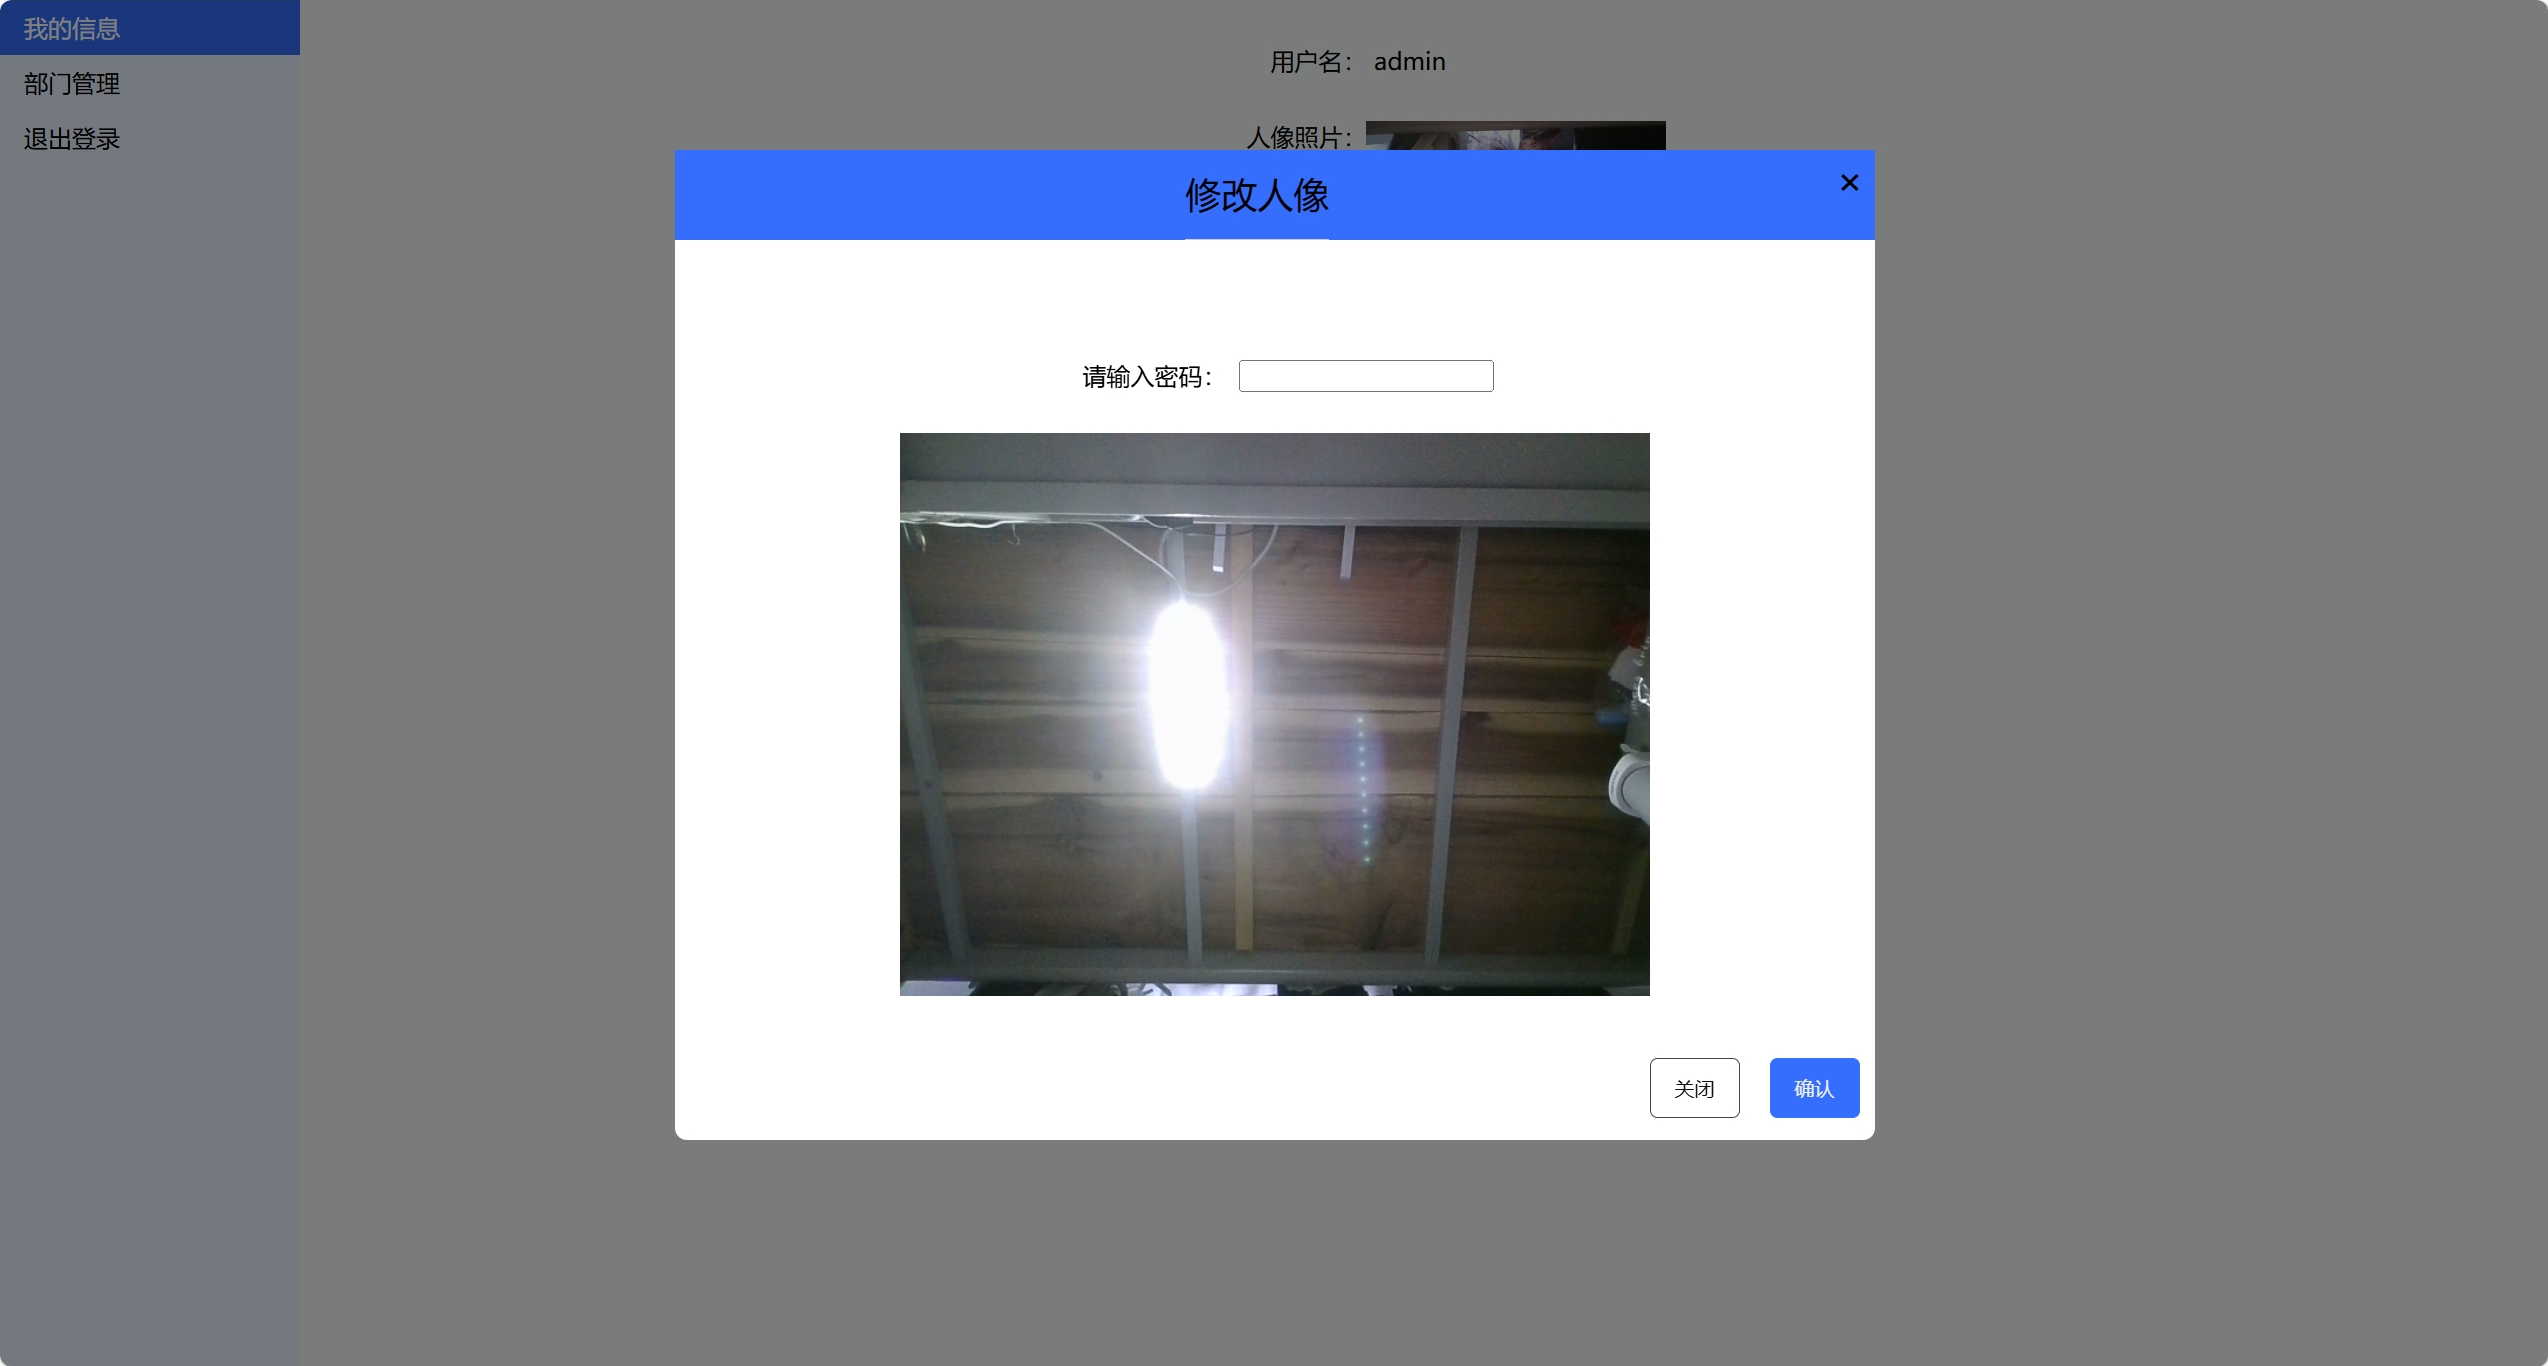 我的信息
部门管理
退出登录
用户名： admin
人像照片：
修改人像
×
请输入密码：
关闭
确认